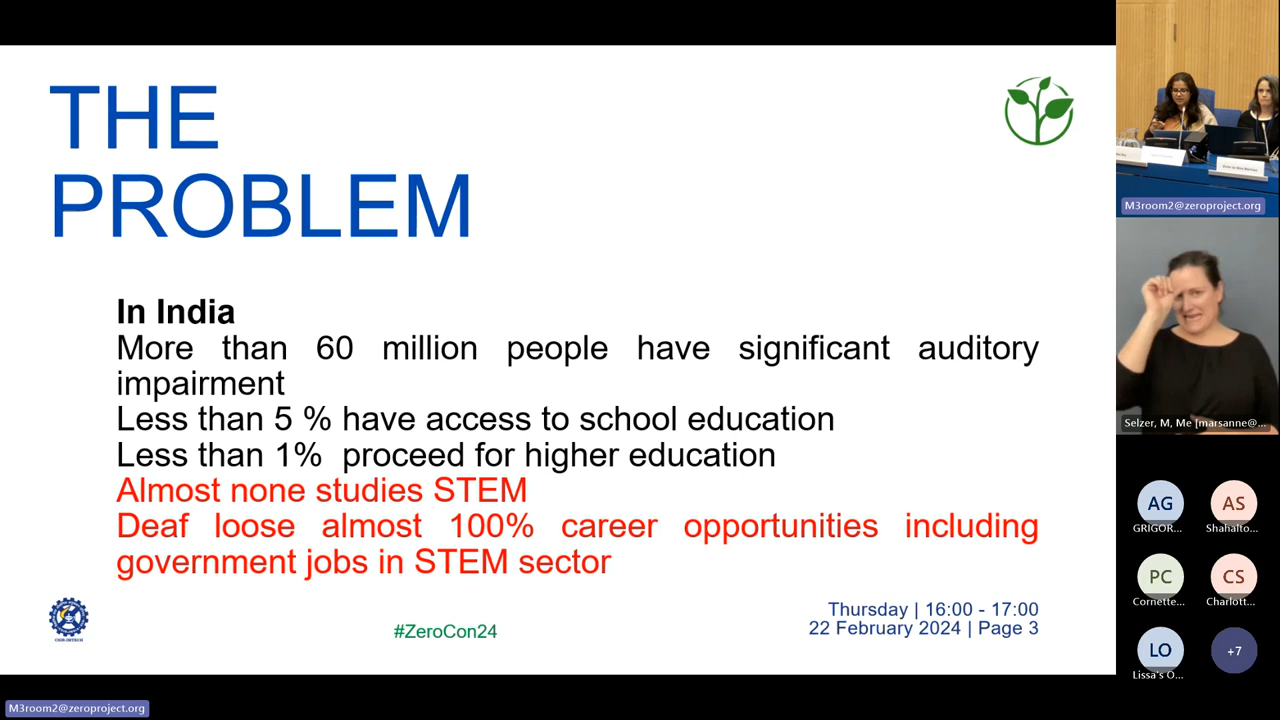 THE
PROBLEM
In India
More than 60 million people have significant auditory
impairment
Less than 5 % have access to school education
Less than 1% proceed for higher education
Almost none studies STEM
Deaf loose almost 100% career opportunities including
government jobs in STEM sector
CSIR-IMTECH
#ZeroCon24
Thursday | 16:00 - 17:00
22 February 2024 | Page 3
M3room2@zeroproject.org
M3room2@zeroproject.org
Selzer, M, Me [marsanne@...
AG
GRIGOR...
AS
Shahalto...
PC
Cornette...
CS
Charlott...
LO
Lissa's O...
+7